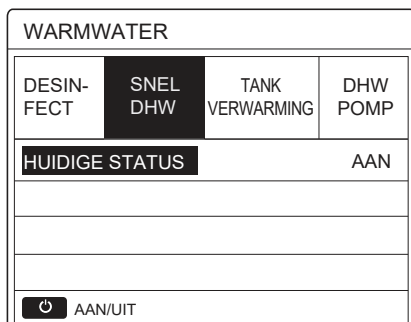 WARMWATER
DESIN-
FECT
SNEL
DHW
TANK
VERWARMING
DHW
POMP
HUIDIGE STATUS AAN
AAN/UIT